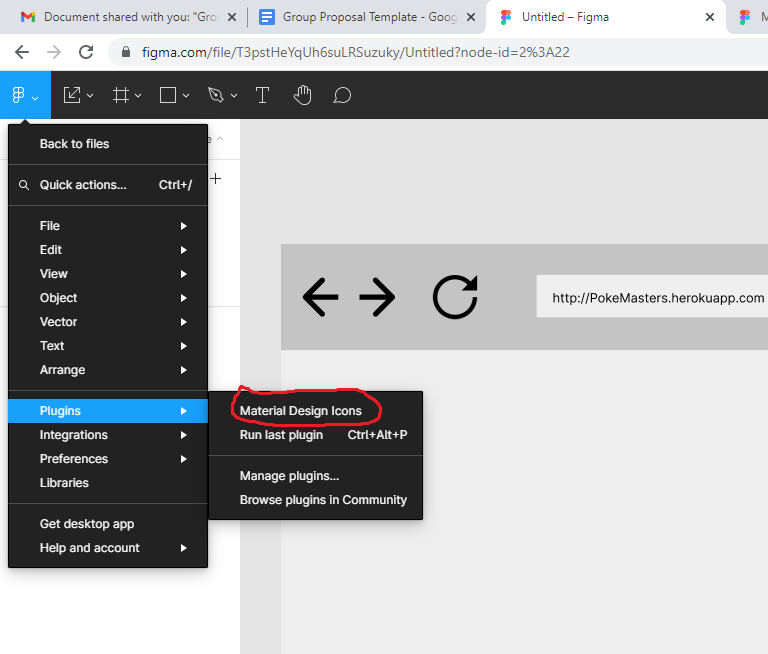 Document shared with you: "Gro
Group Proposal Template - Goog
Untitled – Figma
figma.com/file/T3pstHeYqUh6suLRSuzuky/Untitled?node-id=2%3A22
T
Back to files
Quick actions... Ctrl+/
File
Edit
View
Object
Vector
Text
Arrange
Plugins
Integrations
Preferences
Libraries
Get desktop app
Help and account
Material Design Icons
Run last plugin Ctrl+Alt+P
Manage plugins...
Browse plugins in Community
http://PokeMasters.herokuapp.com